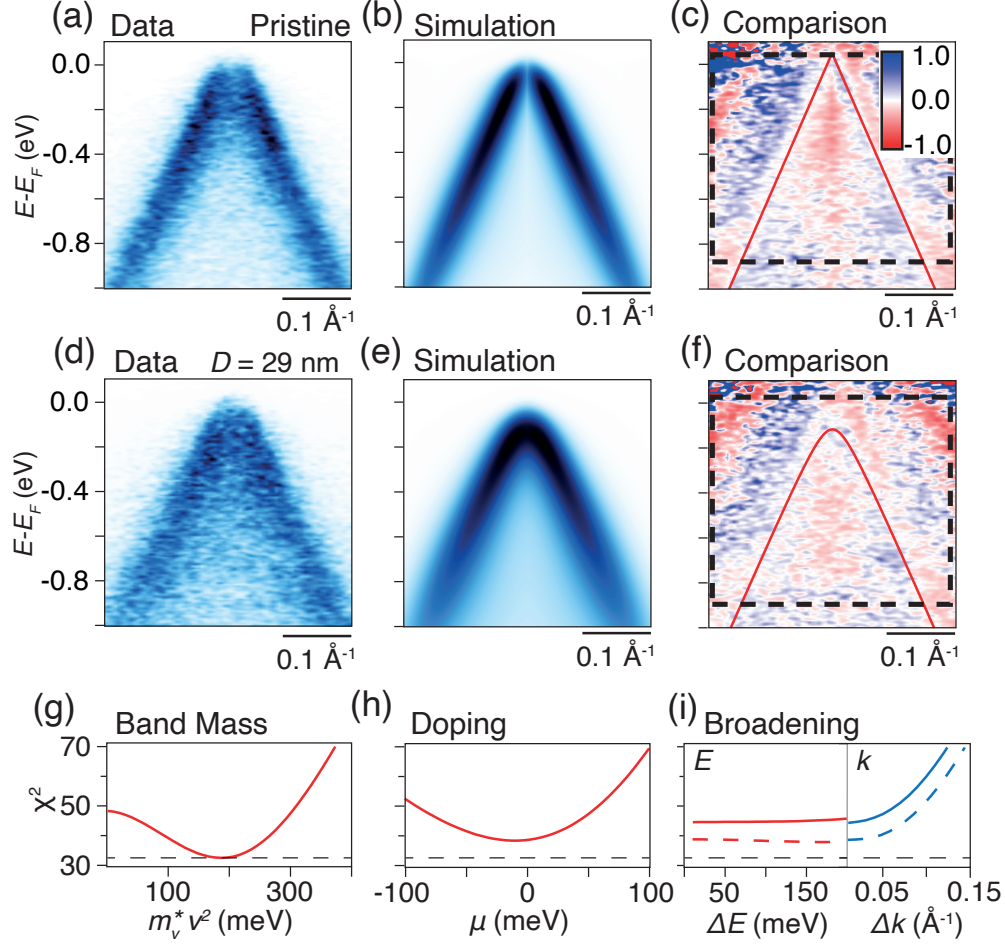 (a) Data Pristine
(b) Simulation
(c) Comparison
0.0
-0.4
-0.8
E-E_F (eV)
1.0
0.0
-1.0
0.1 Å⁻¹
0.1 Å⁻¹
0.1 Å⁻¹
(d) Data D = 29 nm
(e) Simulation
(f) Comparison
0.0
-0.4
-0.8
E-E_F (eV)
0.1 Å⁻¹
0.1 Å⁻¹
0.1 Å⁻¹
(g) Band Mass
70
50
30
χ²
100 300
m*_v v² (meV)
(h) Doping
-100 0 100
μ (meV)
(i) Broadening
E k
50 150 0.05 0.15
ΔE (meV) Δk (Å⁻¹)